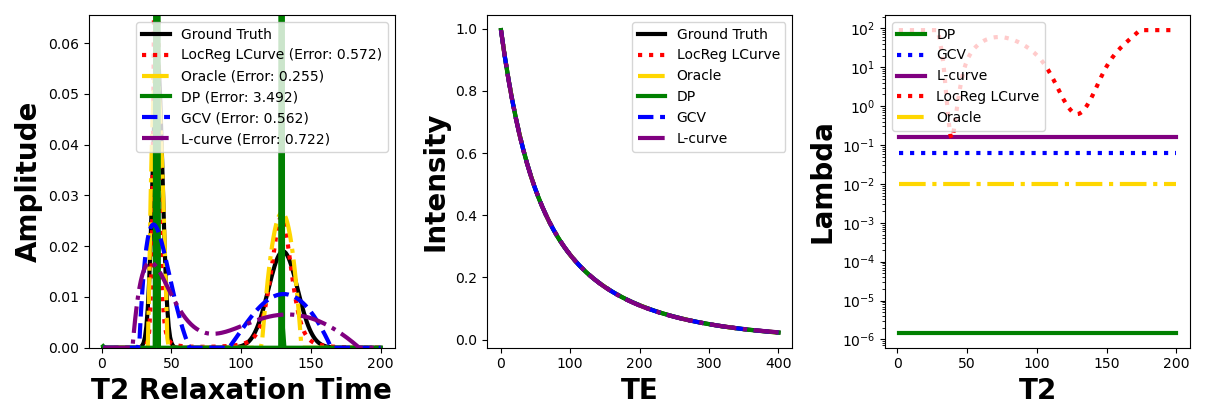 Amplitude
0.06
0.05
0.04
0.03
0.02
0.01
0.00
Ground Truth
LocReg LCurve (Error: 0.572)
Oracle (Error: 0.255)
DP (Error: 3.492)
GCV (Error: 0.562)
L-curve (Error: 0.722)
0 50 100 150 200
T2 Relaxation Time
Intensity
1.0
0.8
0.6
0.4
0.2
0.0
Ground Truth
LocReg LCurve
Oracle
DP
GCV
L-curve
0 100 200 300 400
TE
Lambda
10²
10¹
10⁰
10⁻¹
10⁻²
10⁻³
10⁻⁴
10⁻⁵
10⁻⁶
DP
GCV
L-curve
LocReg LCurve
Oracle
0 50 100 150 200
T2